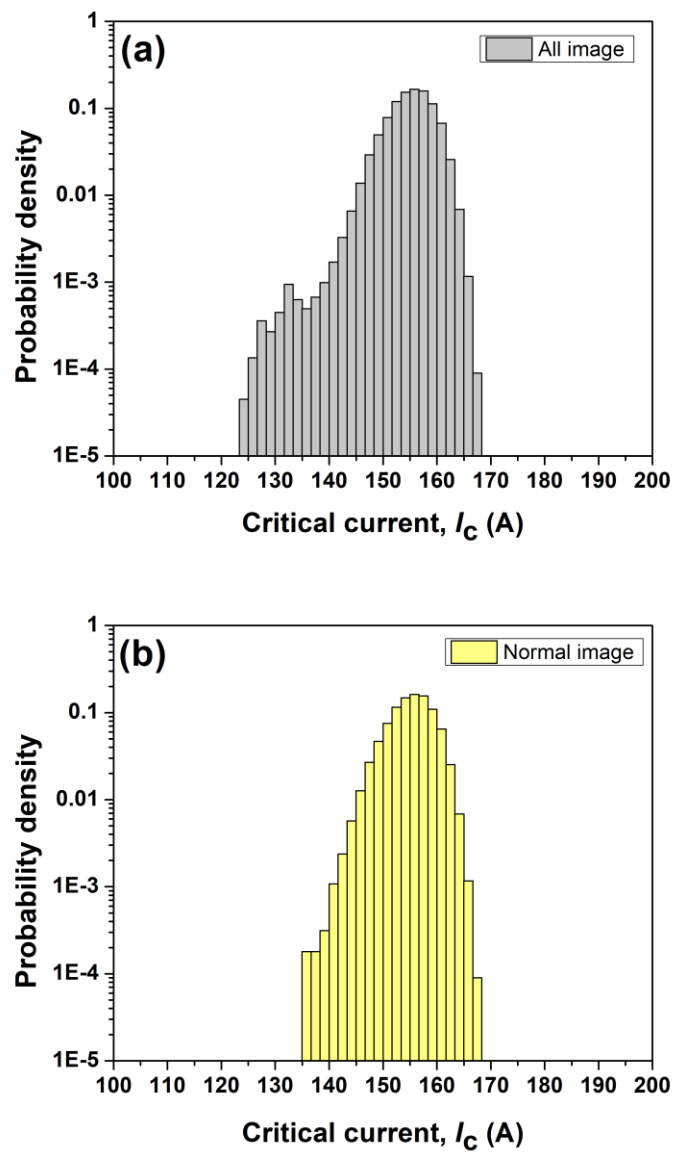 (a)
All image
1
0.1
0.01
1E-3
1E-4
1E-5
Probability density
100 110 120 130 140 150 160 170 180 190 200
Critical current, Ic (A)
(b)
Normal image
1
0.1
0.01
1E-3
1E-4
1E-5
Probability density
100 110 120 130 140 150 160 170 180 190 200
Critical current, Ic (A)